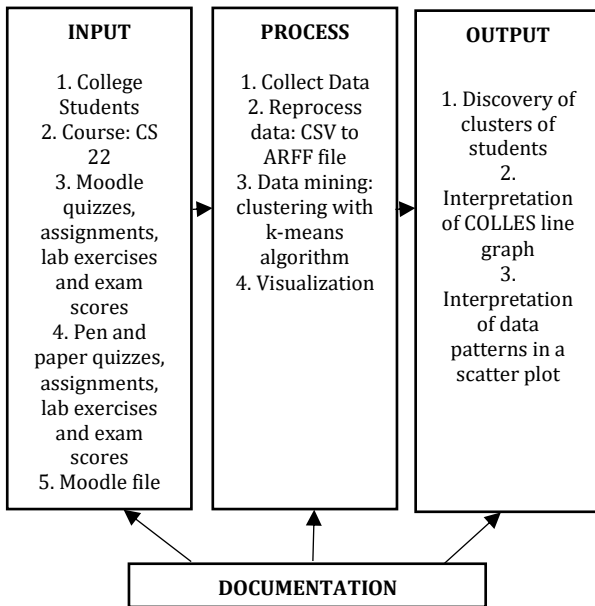 INPUT
1. College
Students
2. Course: CS
22
3. Moodle
quizzes,
assignments,
lab exercises
and exam
scores
4. Pen and
paper quizzes,
assignments,
lab exercises
and exam
scores
5. Moodle file
PROCESS
1. Collect Data
2. Reprocess
data: CSV to
ARFF file
3. Data mining:
clustering with
k-means
algorithm
4. Visualization
OUTPUT
1. Discovery of
clusters of
students
2.
Interpretation
of COLLES line
graph
3.
Interpretation
of data
patterns in a
scatter plot
DOCUMENTATION